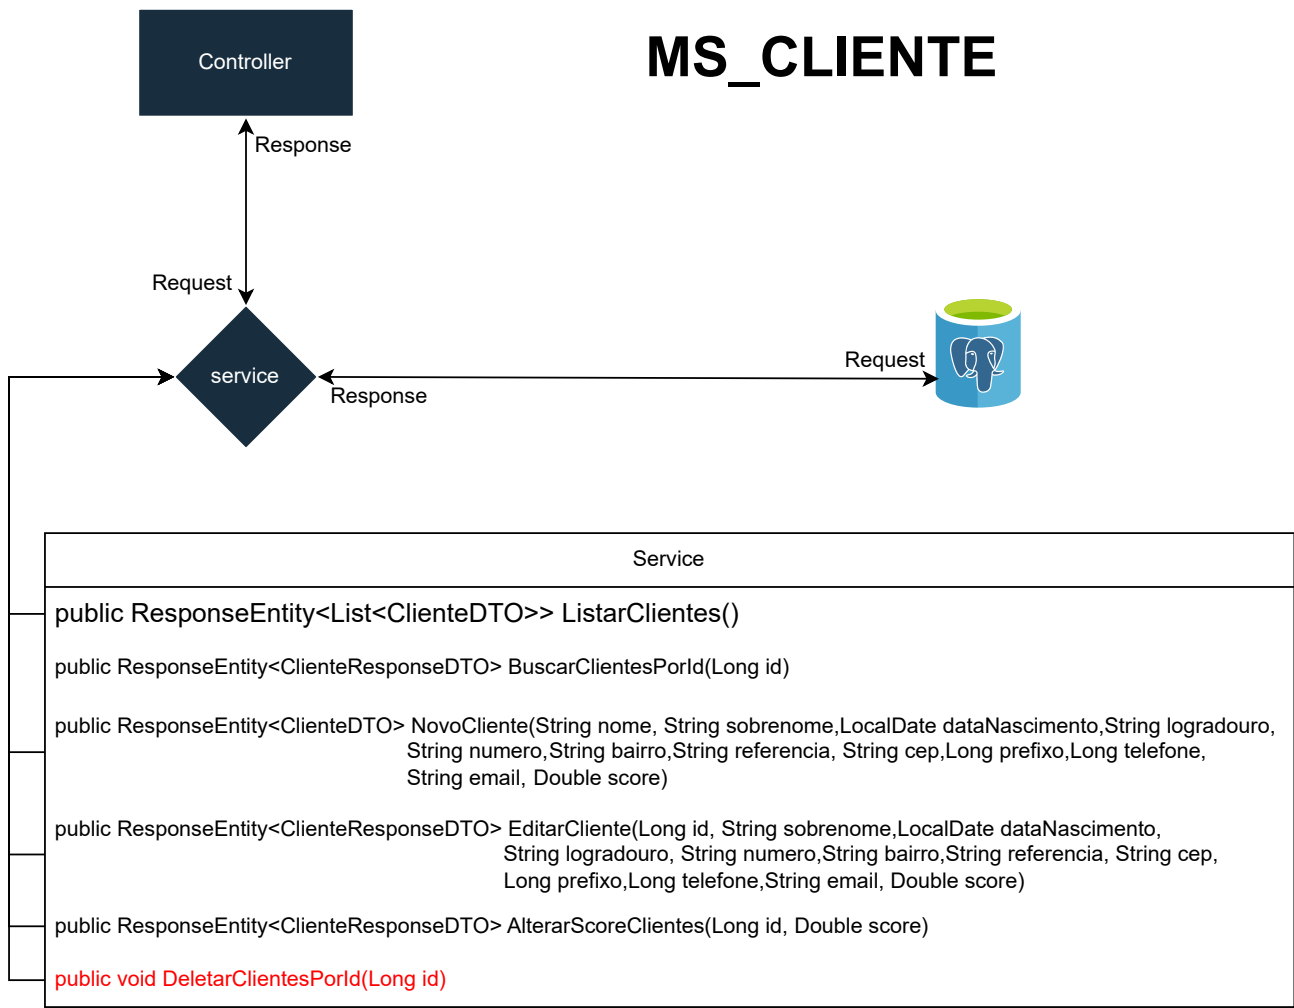 MS_CLIENTE
Controller
Response
Request
service
Response
Request
Service
public ResponseEntity<List<ClienteDTO>> ListarClientes()
public ResponseEntity<ClienteResponseDTO> BuscarClientesPorId(Long id)
public ResponseEntity<ClienteDTO> NovoCliente(String nome, String sobrenome,LocalDate dataNascimento,String logradouro,
String numero,String bairro,String referencia, String cep,Long prefixo,Long telefone,
String email, Double score)
public ResponseEntity<ClienteResponseDTO> EditarCliente(Long id, String sobrenome,LocalDate dataNascimento,
String logradouro, String numero,String bairro,String referencia, String cep,
Long prefixo,Long telefone,String email, Double score)
public ResponseEntity<ClienteResponseDTO> AlterarScoreClientes(Long id, Double score)
public void DeletarClientesPorId(Long id)